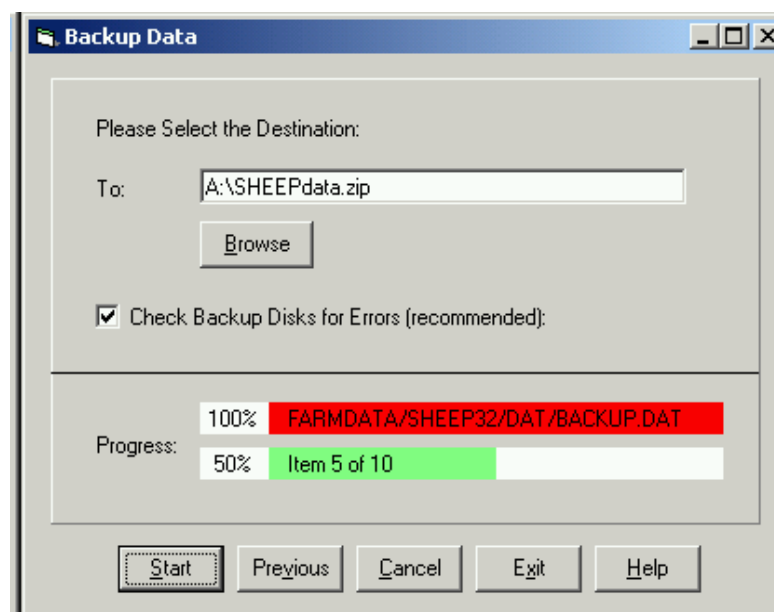 Backup Data
Please Select the Destination:
To: A:\SHEEPdata.zip
Browse
Check Backup Disks for Errors (recommended):
100% FARMDATA/SHEEP32/DAT/BACKUP.DAT
Progress:
50% Item 5 of 10
Start Previous Cancel Exit Help